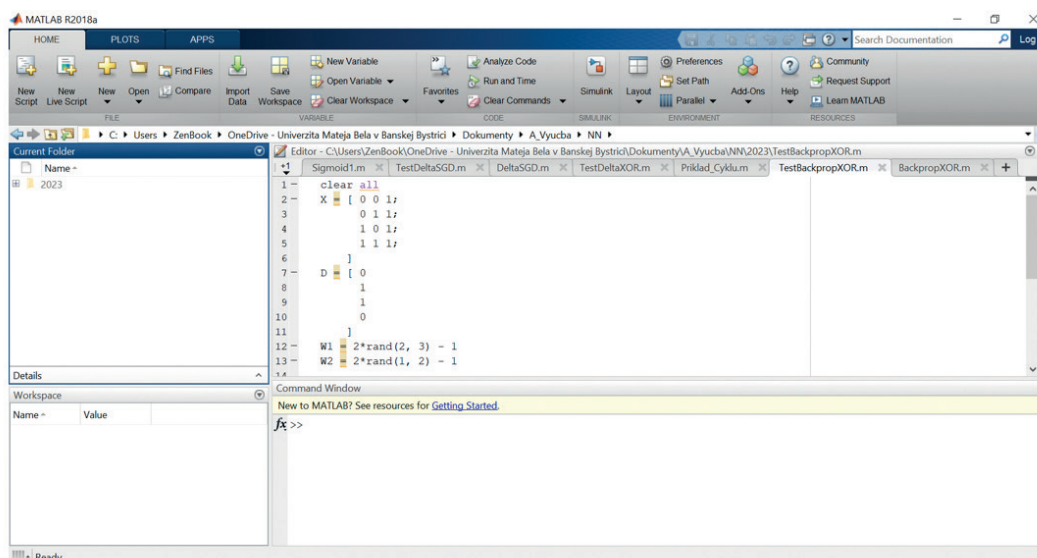 MATLAB R2018a
HOME PLOTS APPS Search Documentation Log
New Script New Live Script New Open Find Files Compare Import Data Save Workspace New Variable Open Variable Clear Workspace Favorites Analyze Code Run and Time Clear Commands Simulink Layout Preferences Set Path Parallel Add-Ons Help Community Request Support Learn MATLAB
FILE VARIABLE CODE SIMULINK ENVIRONMENT RESOURCES
C: Users ZenBook OneDrive - Univerzita Mateja Bela v Banskej Bystrici Dokumenty A_Vyucba NN
Current Folder
Name
2023
Details
Workspace
Name Value
Editor - C:\Users\ZenBook\OneDrive - Univerzita Mateja Bela v Banskej Bystrici\Dokumenty\A_Vyucba\NN\2023\TestBackpropXOR.m
+1 Sigmoid1.m TestDeltaSGD.m DeltaSGD.m TestDeltaXOR.m Priklad_Cyklu.m TestBackpropXOR.m BackpropXOR.m +
1 - clear all
2 - X = [ 0 0 1;
3 0 1 1;
4 1 0 1;
5 1 1 1;
6 ]
7 - D = [ 0
8 1
9 1
10 0
11 ]
12 - W1 = 2*rand(2, 3) - 1
13 - W2 = 2*rand(1, 2) - 1
14
Command Window
New to MATLAB? See resources for Getting Started.
fx >>
Ready